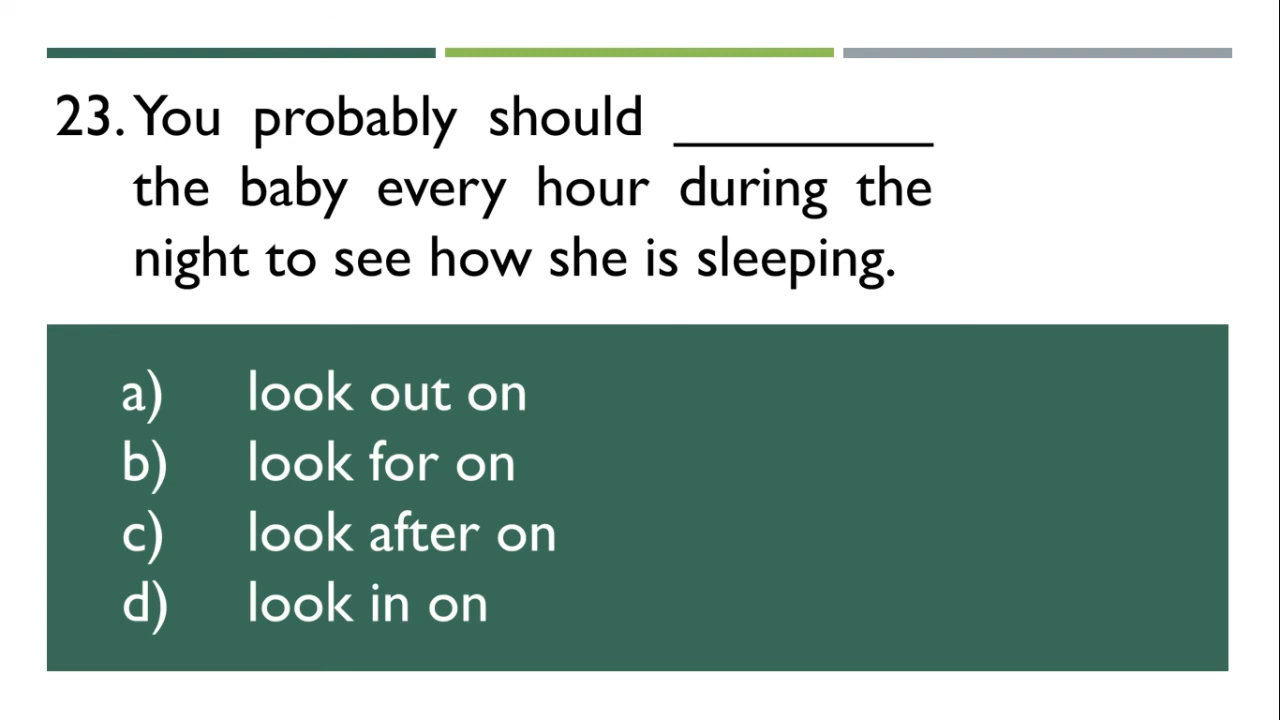 23. You probably should _________
the baby every hour during the
night to see how she is sleeping.
a) look out on
b) look for on
c) look after on
d) look in on